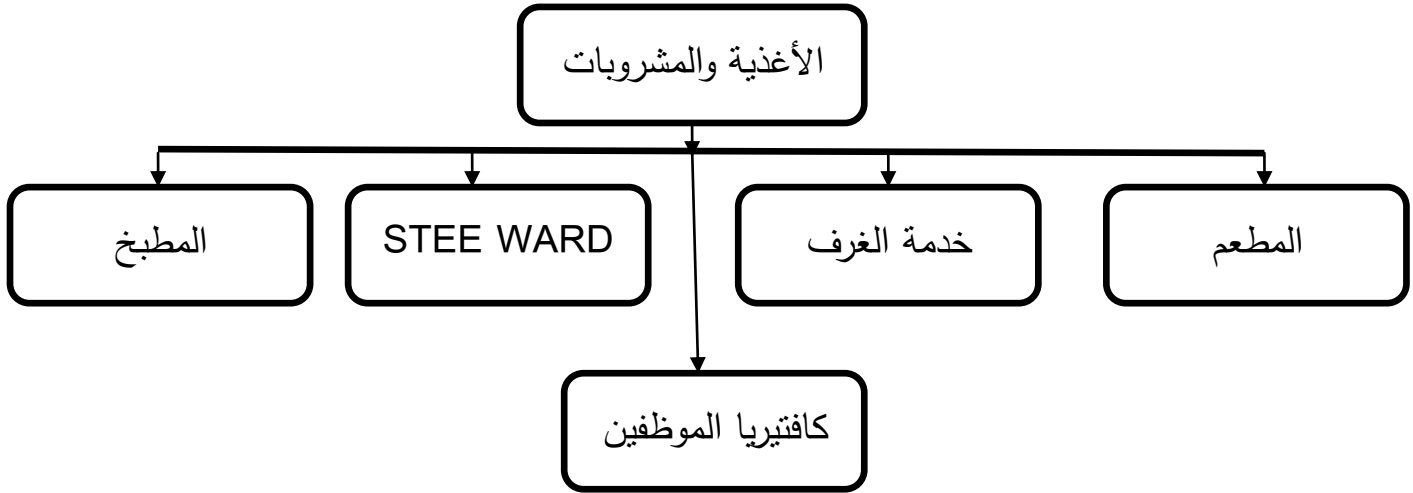 الأغذية والمشروبات
المطعم
خدمة الغرف
STEE WARD
المطبخ
كافتيريا الموظفين